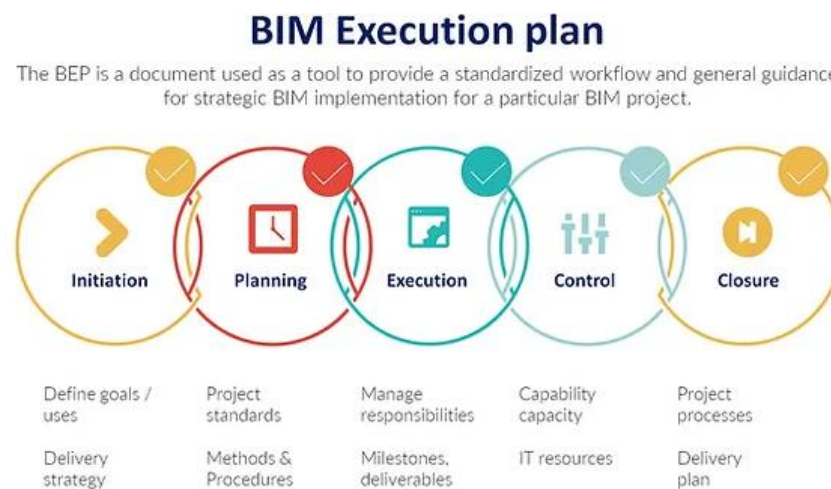 BIM Execution plan
The BEP is a document used as a tool to provide a standardized workflow and general guidance
for strategic BIM implementation for a particular BIM project.
Initiation
Planning
Execution
Control
Closure
Define goals /
uses
Delivery
strategy
Project
standards
Methods &
Procedures
Manage
responsibilities
Milestones,
deliverables
Capability
capacity
IT resources
Project
processes
Delivery
plan